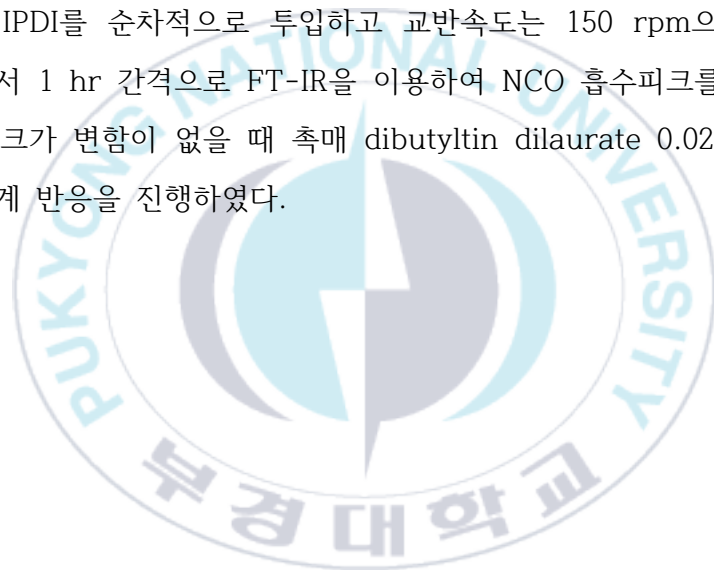 IPDI를 순차적으로 투입하고 교반속도는 150 rpm으
서 1 hr 간격으로 FT-IR을 이용하여 NCO 흡수피크를
크가 변함이 없을 때 촉매 dibutyltin dilaurate 0.02
계 반응을 진행하였다.
PUKYONG NATIONAL UNIVERSITY
부경대학교